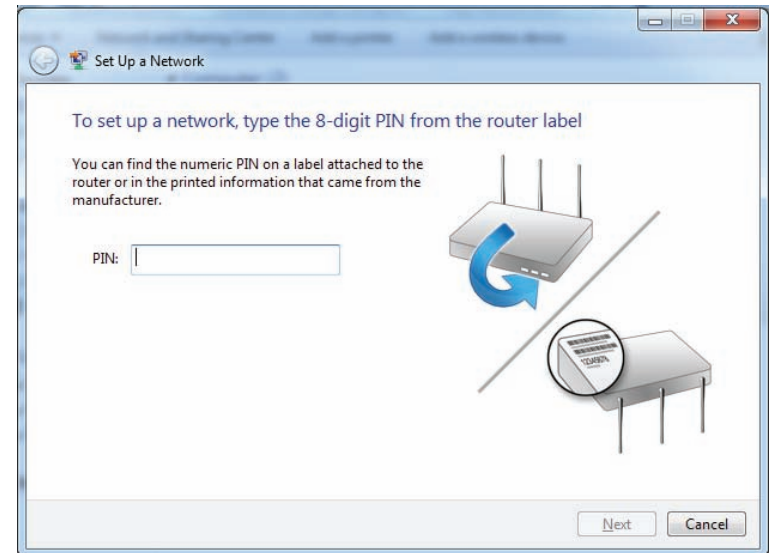 Set Up a Network
To set up a network, type the 8-digit PIN from the router label
You can find the numeric PIN on a label attached to the
router or in the printed information that came from the
manufacturer.
PIN:
12345678
Next
Cancel